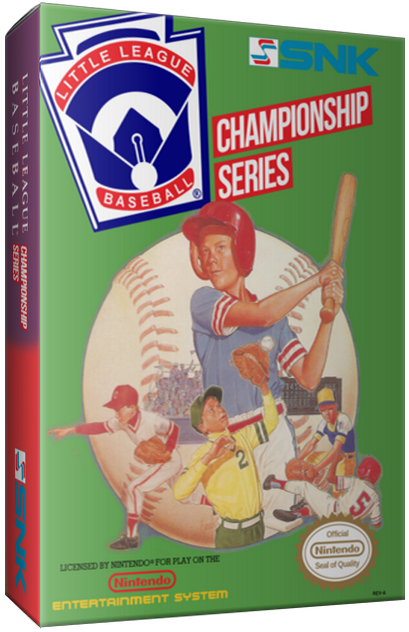 LITTLE LEAGUE
BASEBALL
CHAMPIONSHIP
SERIES
SNK
SNK
LITTLE LEAGUE
BASEBALL®
CHAMPIONSHIP
SERIES
2
5
LICENSED BY NINTENDO® FOR PLAY ON THE
Nintendo
ENTERTAINMENT SYSTEM
Official
Nintendo
Seal of Quality
REV-A